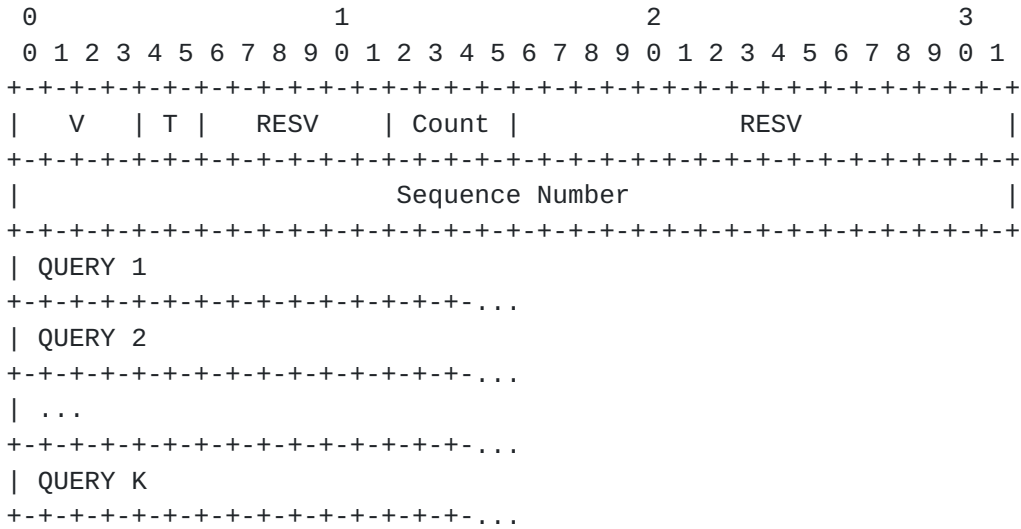 0                   1                   2                   3
 0 1 2 3 4 5 6 7 8 9 0 1 2 3 4 5 6 7 8 9 0 1 2 3 4 5 6 7 8 9 0 1
+-+-+-+-+-+-+-+-+-+-+-+-+-+-+-+-+-+-+-+-+-+-+-+-+-+-+-+-+-+-+-+-+
|   V   | T |   RESV    | Count |              RESV             |
+-+-+-+-+-+-+-+-+-+-+-+-+-+-+-+-+-+-+-+-+-+-+-+-+-+-+-+-+-+-+-+-+
|                        Sequence Number                        |
+-+-+-+-+-+-+-+-+-+-+-+-+-+-+-+-+-+-+-+-+-+-+-+-+-+-+-+-+-+-+-+-+
| QUERY 1
+-+-+-+-+-+-+-+-+-+-+-+-+-+-+-...
| QUERY 2
+-+-+-+-+-+-+-+-+-+-+-+-+-+-+-...
| ...
+-+-+-+-+-+-+-+-+-+-+-+-+-+-+-...
| QUERY K
+-+-+-+-+-+-+-+-+-+-+-+-+-+-+-...